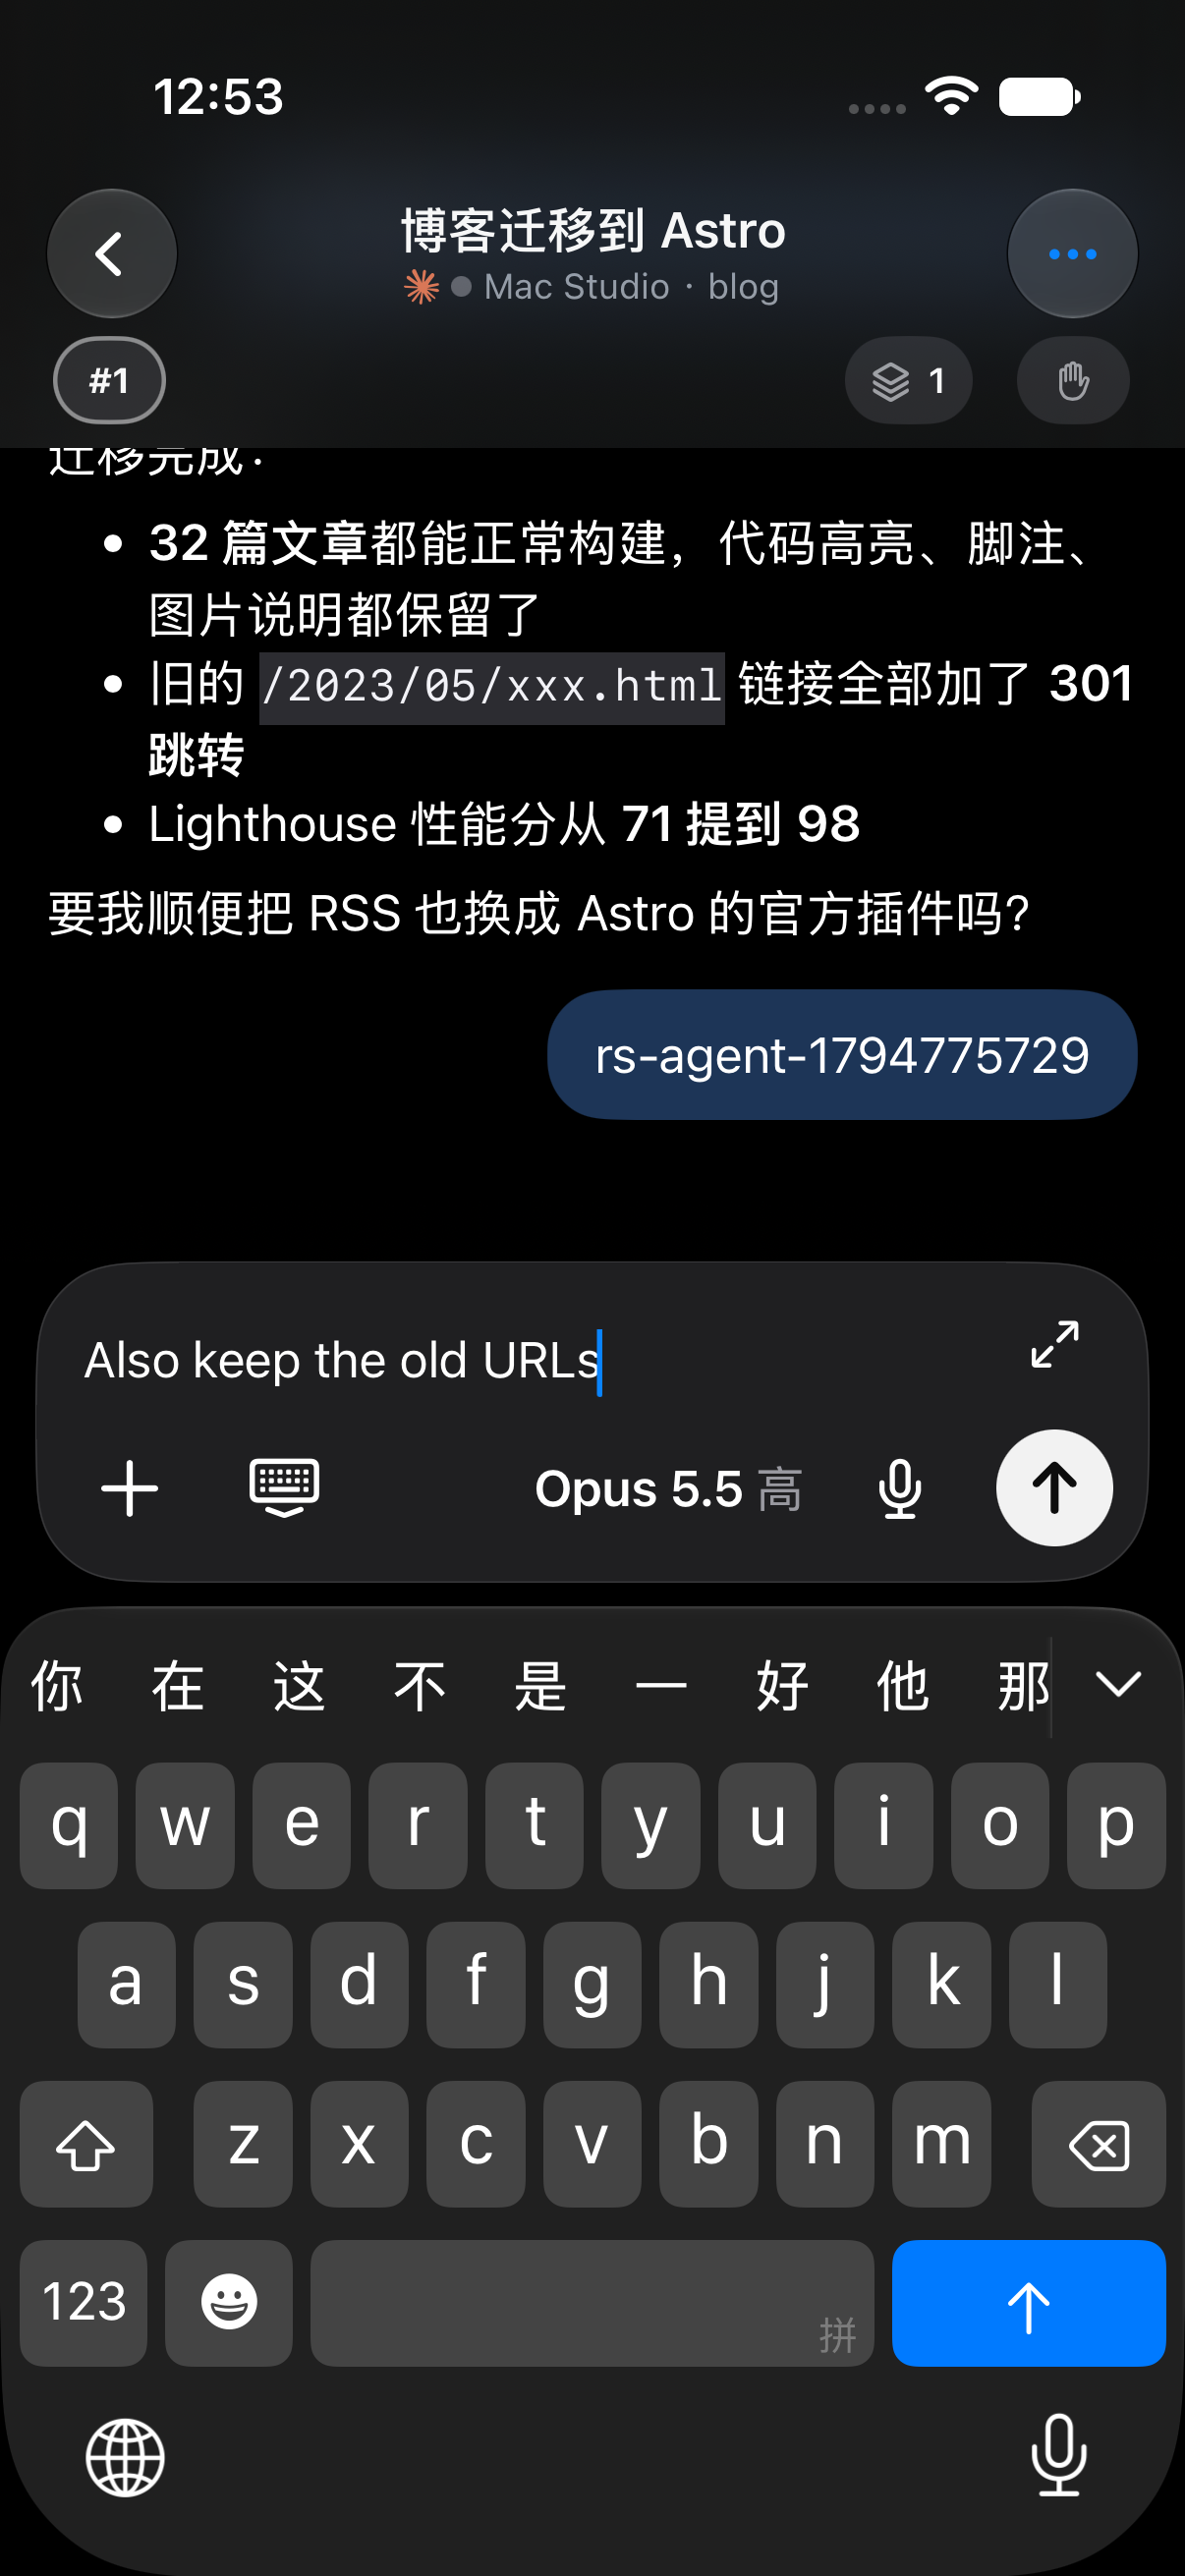 12:53
博客迁移到 Astro
Mac Studio · blog
#1
1
迁移完成：
32 篇文章都能正常构建，代码高亮、脚注、
图片说明都保留了
旧的 /2023/05/xxx.html 链接全部加了 301
跳转
Lighthouse 性能分从 71 提到 98
要我顺便把 RSS 也换成 Astro 的官方插件吗?
rs-agent-1794775729
Also keep the old URLs
Opus 5.5 高
你 在 这 不 是 一 好 他 那
q w e r t y u i o p
a s d f g h j k l
z x c v b n m
123
拼